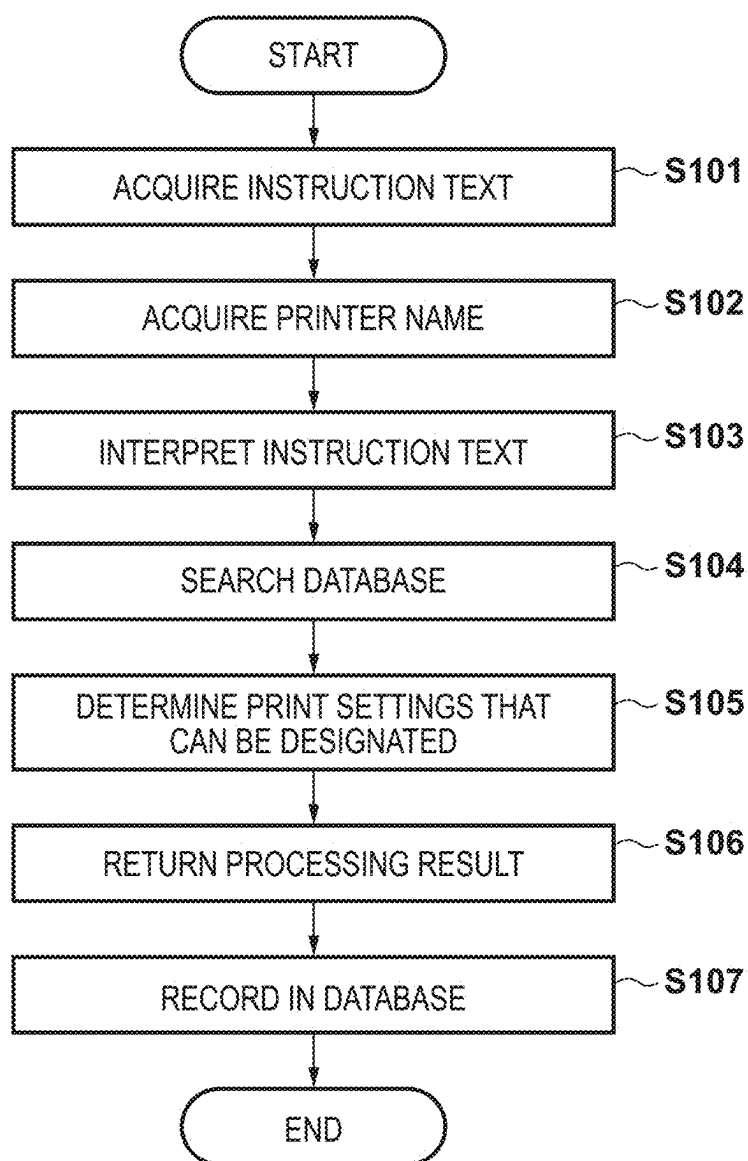 START
ACQUIRE INSTRUCTION TEXT
S101
ACQUIRE PRINTER NAME
S102
INTERPRET INSTRUCTION TEXT
S103
SEARCH DATABASE
S104
DETERMINE PRINT SETTINGS THAT
CAN BE DESIGNATED
S105
RETURN PROCESSING RESULT
S106
RECORD IN DATABASE
S107
END